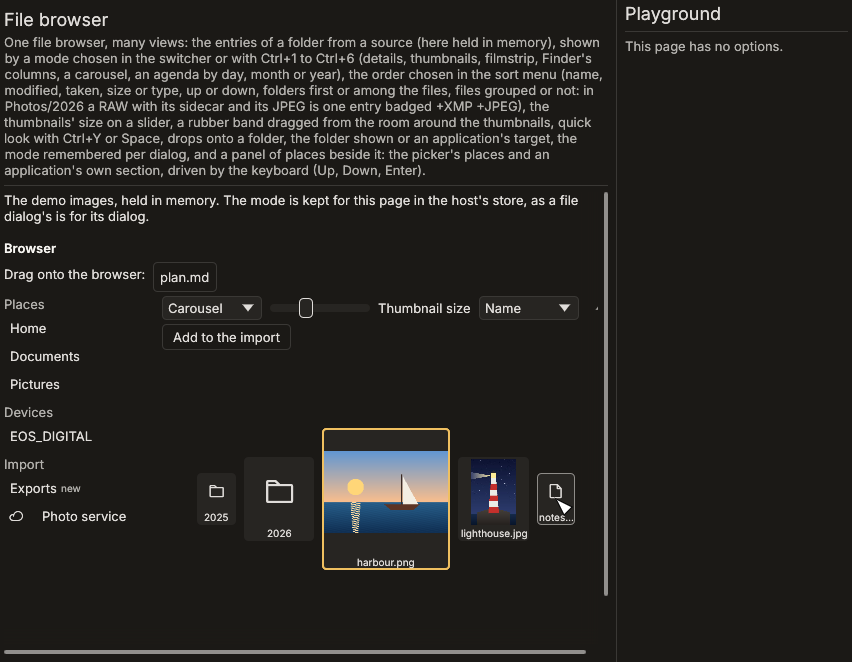 File browser
One file browser, many views: the entries of a folder from a source (here held in memory), shown
by a mode chosen in the switcher or with Ctrl+1 to Ctrl+6 (details, thumbnails, filmstrip, Finder's
columns, a carousel, an agenda by day, month or year), the order chosen in the sort menu (name,
modified, taken, size or type, up or down, folders first or among the files, files grouped or not: in
Photos/2026 a RAW with its sidecar and its JPEG is one entry badged +XMP +JPEG), the
thumbnails' size on a slider, a rubber band dragged from the room around the thumbnails, quick
look with Ctrl+Y or Space, drops onto a folder, the folder shown or an application's target, the
mode remembered per dialog, and a panel of places beside it: the picker's places and an
application's own section, driven by the keyboard (Up, Down, Enter).
The demo images, held in memory. The mode is kept for this page in the host's store, as a file
dialog's is for its dialog.
Browser
Drag onto the browser: plan.md
Places
Home
Documents
Pictures
Devices
EOS_DIGITAL
Import
Exports new
Photo service
Carousel Thumbnail size Name
Add to the import
2025
2026
harbour.png
lighthouse.jpg
notes...
Playground
This page has no options.